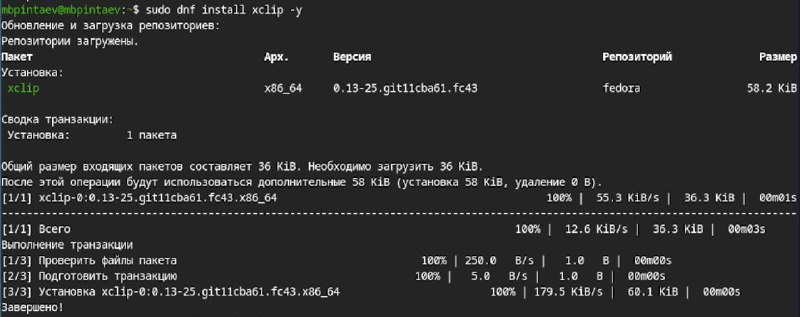 mbpintaev@mbpintaev:~$ sudo dnf install xclip -y
Обновление и загрузка репозиториев:
Репозитории загружены.
Пакет Арх. Версия Репозиторий Размер
Установка:
xclip x86_64 0.13-25.git11cba61.fc43 fedora 58.2 KiB
Сводка транзакции:
Установка: 1 пакета
Общий размер входящих пакетов составляет 36 KiB. Необходимо загрузить 36 KiB.
После этой операции будут использоваться дополнительные 58 KiB (установка 58 KiB, удаление 0 B).
[1/1] xclip-0:0.13-25.git11cba61.fc43.x86_64 100% | 55.3 KiB/s | 36.3 KiB | 00m01s
--------------------------------------------------------------------------------
[1/1] Всего 100% | 12.6 KiB/s | 36.3 KiB | 00m03s
Выполнение транзакции
[1/3] Проверить файлы пакета 100% | 250.0 B/s | 1.0 B | 00m00s
[2/3] Подготовить транзакцию 100% | 5.0 B/s | 1.0 B | 00m00s
[3/3] Установка xclip-0:0.13-25.git11cba61.fc43.x86_64 100% | 179.5 KiB/s | 60.1 KiB | 00m00s
Завершено!